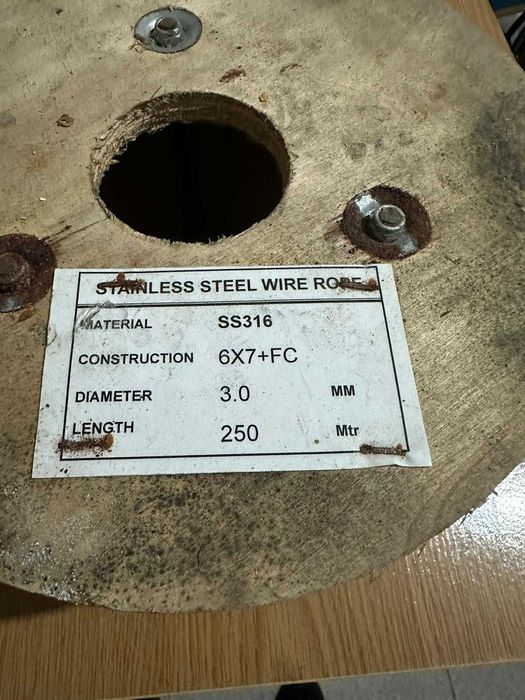 STAINLESS STEEL WIRE ROPE
MATERIAL SS316
CONSTRUCTION 6X7+FC
DIAMETER 3.0 MM
LENGTH 250 Mtr